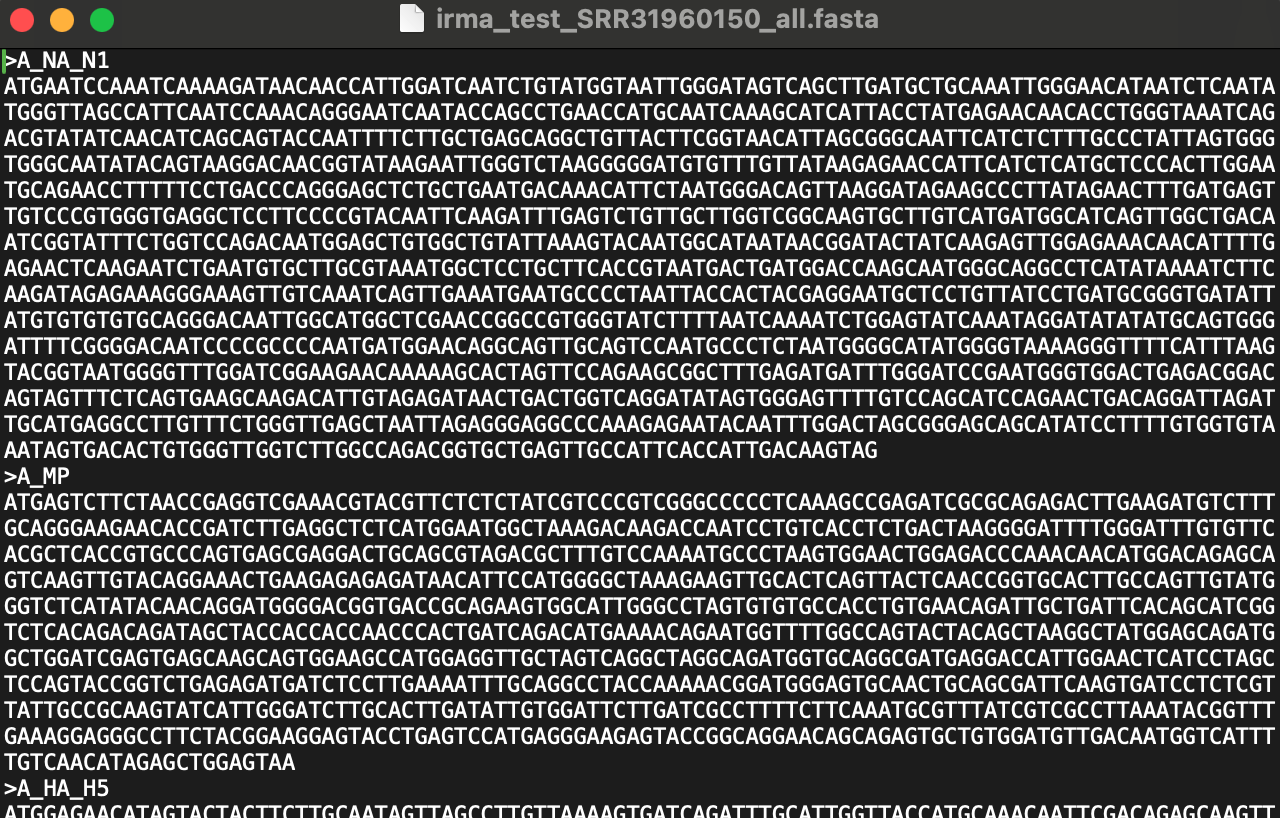 irma_test_SRR31960150_all.fasta
>A_NA_N1
ATGAATCCAAATCAAAAGATAACAACCATTGGATCAATCTGTATGGTAATTGGGATAGTCAGCTTGATGCTGCAAATTGGGAACATAATCTCAATA
TGGGTTAGCCATTCAATCCAAACAGGGAATCAATACCAGCCTGAACCATGCAATCAAAGCATCATTACCTATGAGAACAACACCTGGGTAAATCAG
ACGTATATCAACATCAGCAGTACCAATTTTCTTGCTGAGCAGGCTGTTACTTCGGTAACATTAGCGGGCAATTCATCTCTTTGCCCTATTAGTGGG
TGGGCAATATACAGTAAGGACAACGGTATAAGAATTGGGTCTAAGGGGGATGTGTTTGTTATAAGAGAACCATTCATCTCATGCTCCCACTTGGAA
TGCAGAACCTTTTTCCTGACCCAGGGAGCTCTGCTGAATGACAAACATTCTAATGGGACAGTTAAGGATAGAAGCCCTTATAGAACTTTGATGAGT
TGTCCCGTGGGTGAGGCTCCTTCCCCGTACAATTCAAGATTTGAGTCTGTTGCTTGGTCGGCAAGTGCTTGTCATGATGGCATCAGTTGGCTGACA
ATCGGTATTTCTGGTCCAGACAATGGAGCTGTGGCTGTATTAAAGTACAATGGCATAATAACGGATACTATCAAGAGTTGGAGAAACAACATTTTG
AGAACTCAAGAATCTGAATGTGCTTGCGTAAATGGCTCCTGCTTCACCGTAATGACTGATGGACCAAGCAATGGGCAGGCCTCATATAAAATCTTC
AAGATAGAGAAAGGGAAAGTTGTCAAATCAGTTGAAATGAATGCCCCTAATTACCACTACGAGGAATGCTCCTGTTATCCTGATGCGGGTGATATT
ATGTGTGTGTGCAGGGACAATTGGCATGGCTCGAACCGGCCGTGGGTATCTTTTAATCAAAATCTGGAGTATCAAATAGGATATATATGCAGTGGG
ATTTTCGGGGACAATCCCCGCCCCAATGATGGAACAGGCAGTTGCAGTCCAATGCCCTCTAATGGGGCATATGGGGTAAAAGGGTTTTCATTTAAG
TACGGTAATGGGGTTTGGATCGGAAGAACAAAAAGCACTAGTTCCAGAAGCGGCTTTGAGATGATTTGGGATCCGAATGGGTGGACTGAGACGGAC
AGTAGTTTCTCAGTGAAGCAAGACATTGTAGAGATAACTGACTGGTCAGGATATAGTGGGAGTTTTGTCCAGCATCCAGAACTGACAGGATTAGAT
TGCATGAGGCCTTGTTTCTGGGTTGAGCTAATTAGAGGGAGGCCCAAAGAGAATACAATTTGGACTAGCGGGAGCAGCATATCCTTTTGTGGTGTA
AATAGTGACACTGTGGGTTGGTCTTGGCCAGACGGTGCTGAGTTGCCATTCACCATTGACAAGTAG
>A_MP
ATGAGTCTTCTAACCGAGGTCGAAACGTACGTTCTCTCTATCGTCCCGTCGGGCCCCCTCAAAGCCGAGATCGCGCAGAGACTTGAAGATGTCTTT
GCAGGGAAGAACACCGATCTTGAGGCTCTCATGGAATGGCTAAAGACAAGACCAATCCTGTCACCTCTGACTAAGGGGATTTTGGGATTTGTGTTC
ACGCTCACCGTGCCCAGTGAGCGAGGACTGCAGCGTAGACGCTTTGTCCAAAATGCCCTAAGTGGAACTGGAGACCCAAACAACATGGACAGAGCA
GTCAAGTTGTACAGGAAACTGAAGAGAGAGATAACATTCCATGGGGCTAAAGAAGTTGCACTCAGTTACTCAACCGGTGCACTTGCCAGTTGTATG
GGTCTCATATACAACAGGATGGGGACGGTGACCGCAGAAGTGGCATTGGGCCTAGTGTGTGCCACCTGTGAACAGATTGCTGATTCACAGCATCGG
TCTCACAGACAGATAGCTACCACCACCAACCCACTGATCAGACATGAAAACAGAATGGTTTTGGCCAGTACTACAGCTAAGGCTATGGAGCAGATG
GCTGGATCGAGTGAGCAAGCAGTGGAAGCCATGGAGGTTGCTAGTCAGGCTAGGCAGATGGTGCAGGCGATGAGGACCATTGGAACTCATCCTAGC
TCCAGTACCGGTCTGAGAGATGATCTCCTTGAAAATTTGCAGGCCTACCAAAAACGGATGGGAGTGCAACTGCAGCGATTCAAGTGATCCTCTCGT
TATTGCCGCAAGTATCATTGGGATCTTGCACTTGATATTGTGGATTCTTGATCGCCTTTTCTTCAAATGCGTTTATCGTCGCCTTAAATACGGTTT
GAAAGGAGGGCCTTCTACGGAAGGAGTACCTGAGTCCATGAGGGAAGAGTACCGGCAGGAACAGCAGAGTGCTGTGGATGTTGACAATGGTCATTT
TGTCAACATAGAGCTGGAGTAA
>A_HA_H5
ATGGAGAACATAGTACTACTTCTTGCAATAGTTAGCCTTGTTAAAAGTGATCAGATTTGCATTGGTTACCATGCAAACAATTCGACAGAGCAAGTT